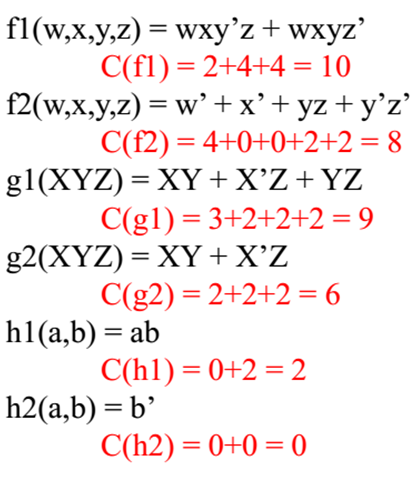 f1(w,x,y,z) = wxy’z + wxyz’
C(f1) = 2+4+4 = 10
f2(w,x,y,z) = w’ + x’ + yz + y’z’
C(f2) = 4+0+0+2+2 = 8
g1(XYZ) = XY + X’Z + YZ
C(g1) = 3+2+2+2 = 9
g2(XYZ) = XY + X’Z
C(g2) = 2+2+2 = 6
h1(a,b) = ab
C(h1) = 0+2 = 2
h2(a,b) = b’
C(h2) = 0+0 = 0